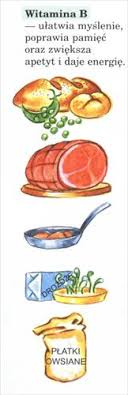 Witamina B
— ułatwia myślenie,
poprawia pamięć
oraz zwiększa
apetyt i daje energię.
DROŻDŻE
PŁATKI
OWSIANE